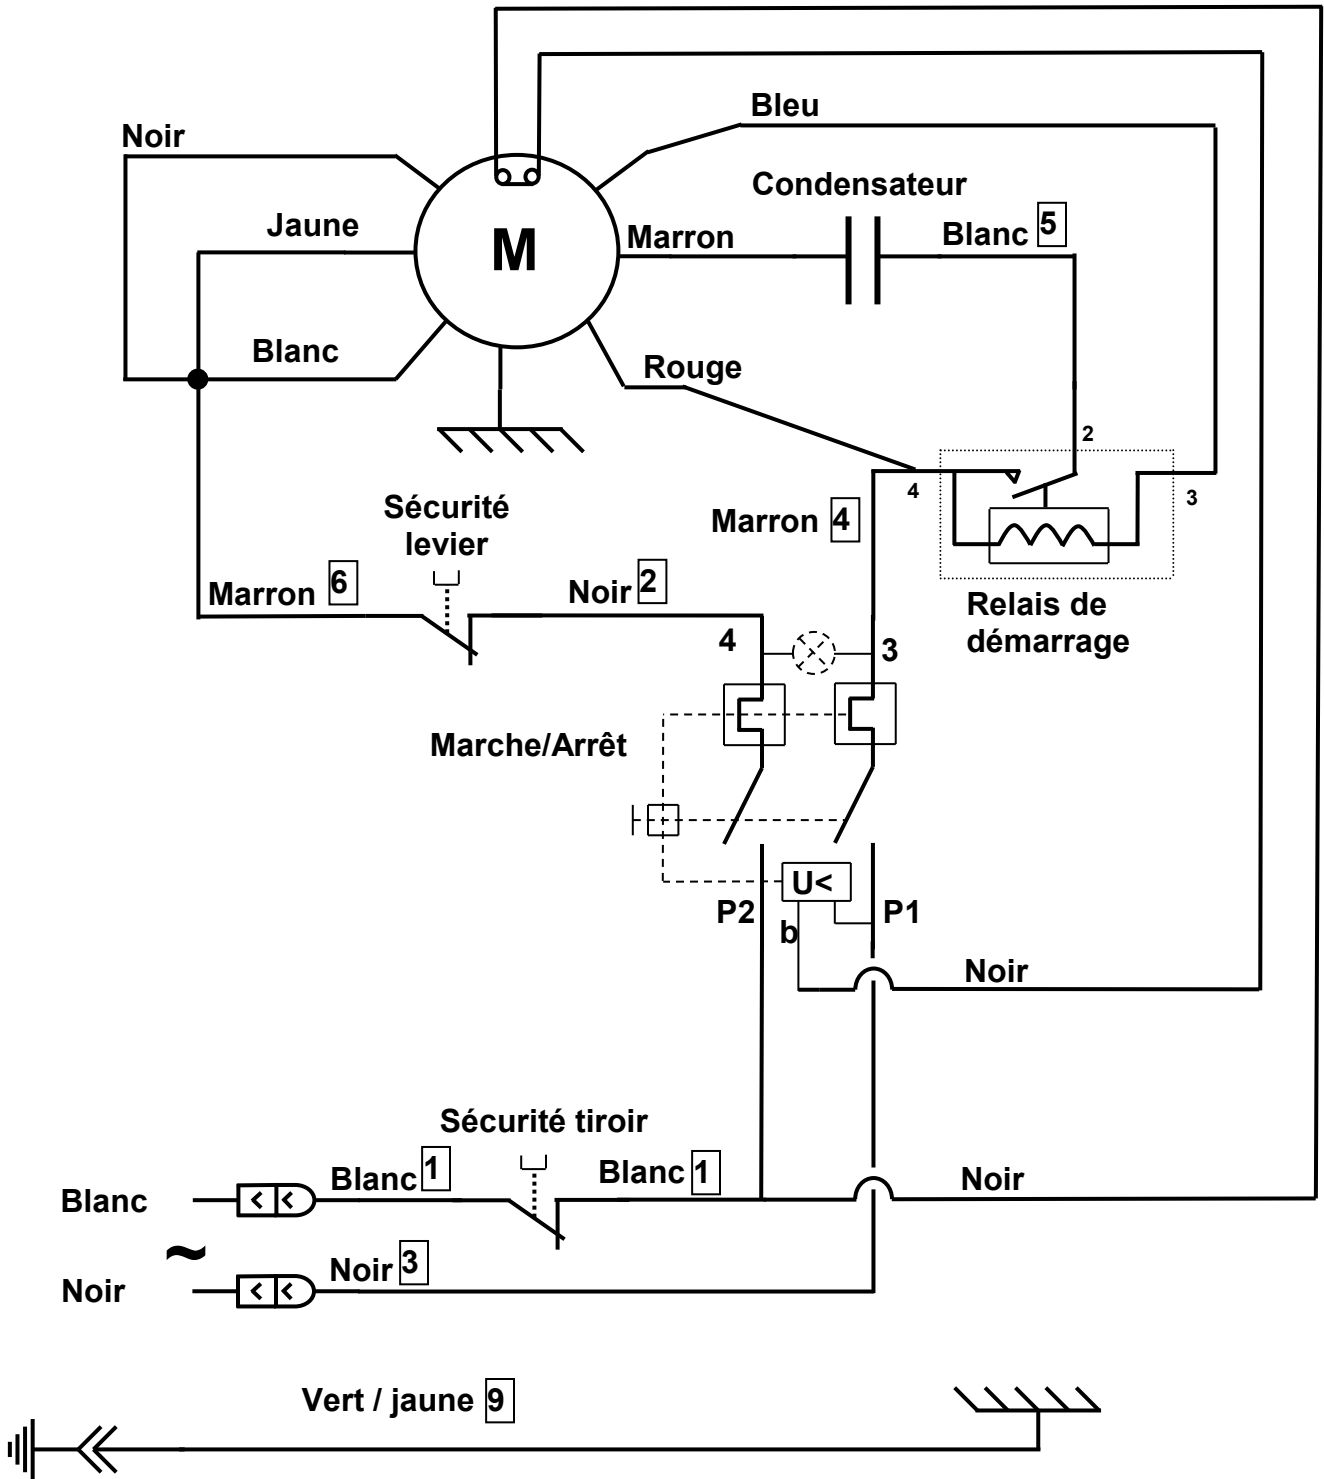 Bleu
Noir
Condensateur
Jaune
M
Marron
Blanc 5
Blanc
Rouge
2
4
3
Sécurité
levier
Marron 4
Marron 6
Noir 2
Relais de
démarrage
4
3
Marche/Arrêt
U<
P2
b
P1
Noir
Sécurité tiroir
Blanc
Blanc 1
Blanc 1
Noir
~
Noir
Noir 3
Vert / jaune 9